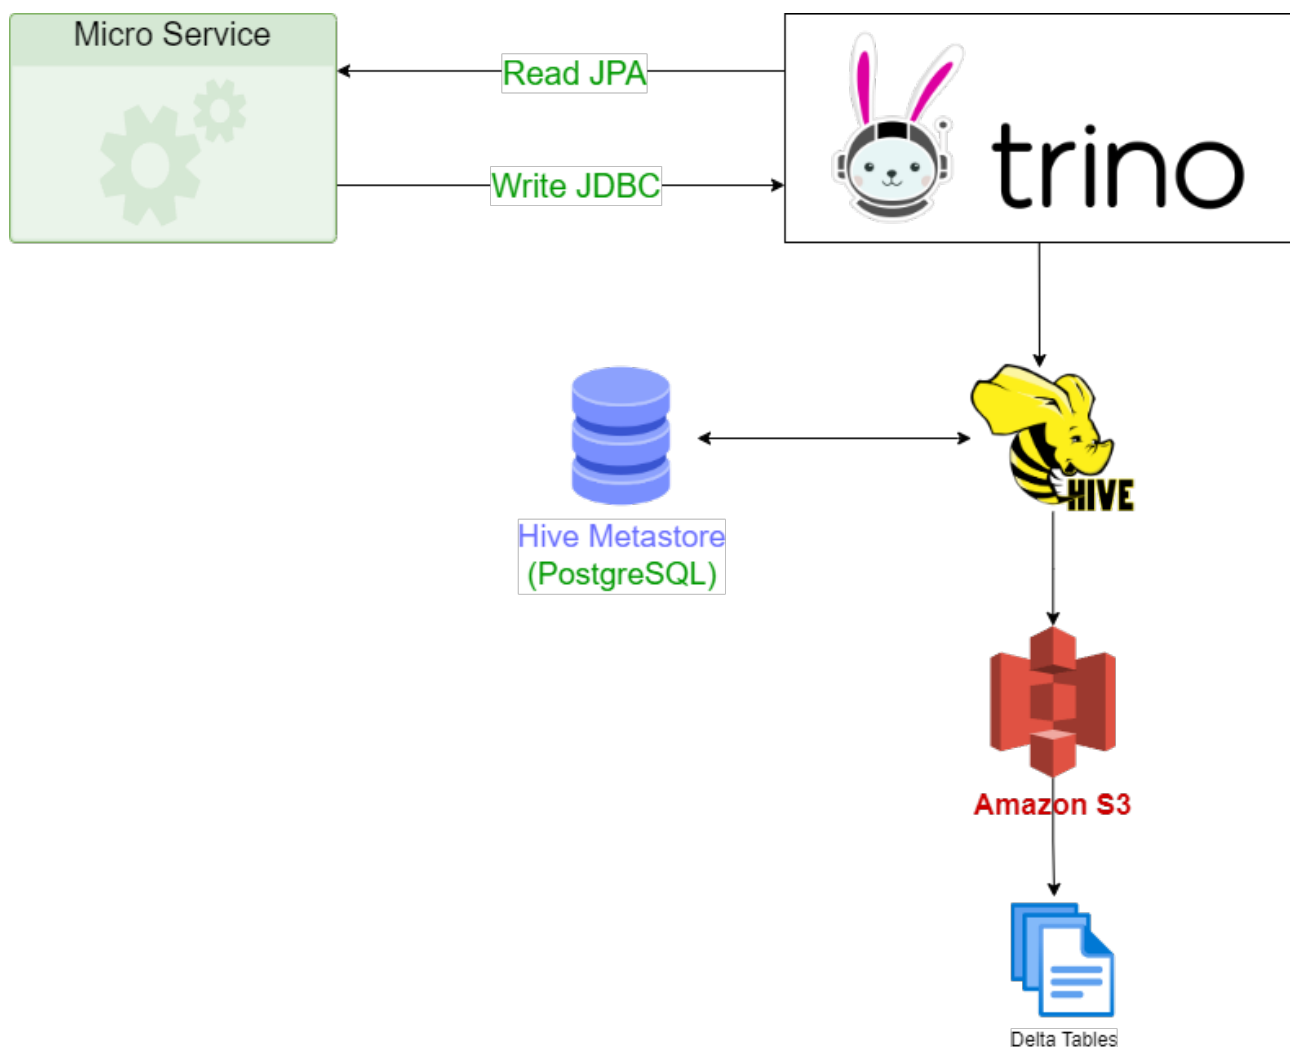 Micro Service
Read JPA
Write JDBC
trino
HIVE
Hive Metastore
(PostgreSQL)
Amazon S3
Delta Tables